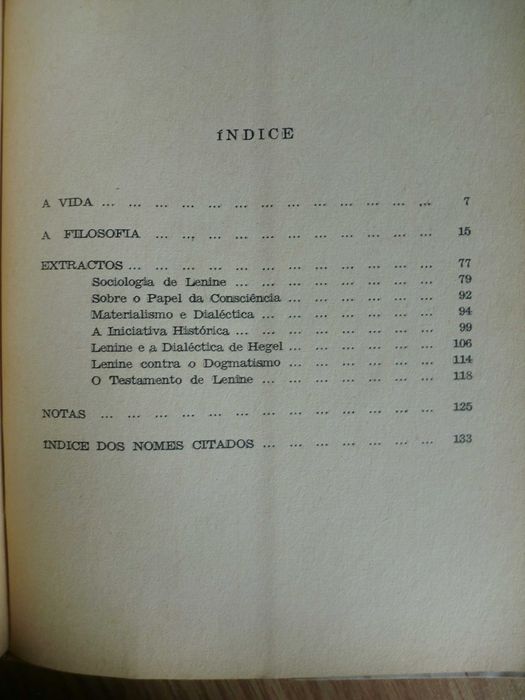 íNDICE
A VIDA ... ... ... ... ... ... ... ... ... ... ... ... ... 7
A FILOSOFIA ... ... ... ... ... ... ... ... ... ... ... 15
EXTRACTOS ... ... ... ... ... ... ... ... ... ... ... ... 77
Sociologia de Lenine ... ... ... ... ... ... ... ... 79
Sobre o Papel da Consciência ... ... ... ... ... ... 92
Materialismo e Dialéctica ... ... ... ... ... ... ... 94
A Iniciativa Histórica ... ... ... ... ... ... ... ... 99
Lenine e a Dialéctica de Hegel ... ... ... ... ... ... 106
Lenine contra o Dogmatismo ... ... ... ... ... ... 114
O Testamento de Lenine ... ... ... ... ... ... ... 118
NOTAS ... ... ... ... ... ... ... ... ... ... ... ... ... 125
ÍNDICE DOS NOMES CITADOS ... ... ... ... ... ... ... 133